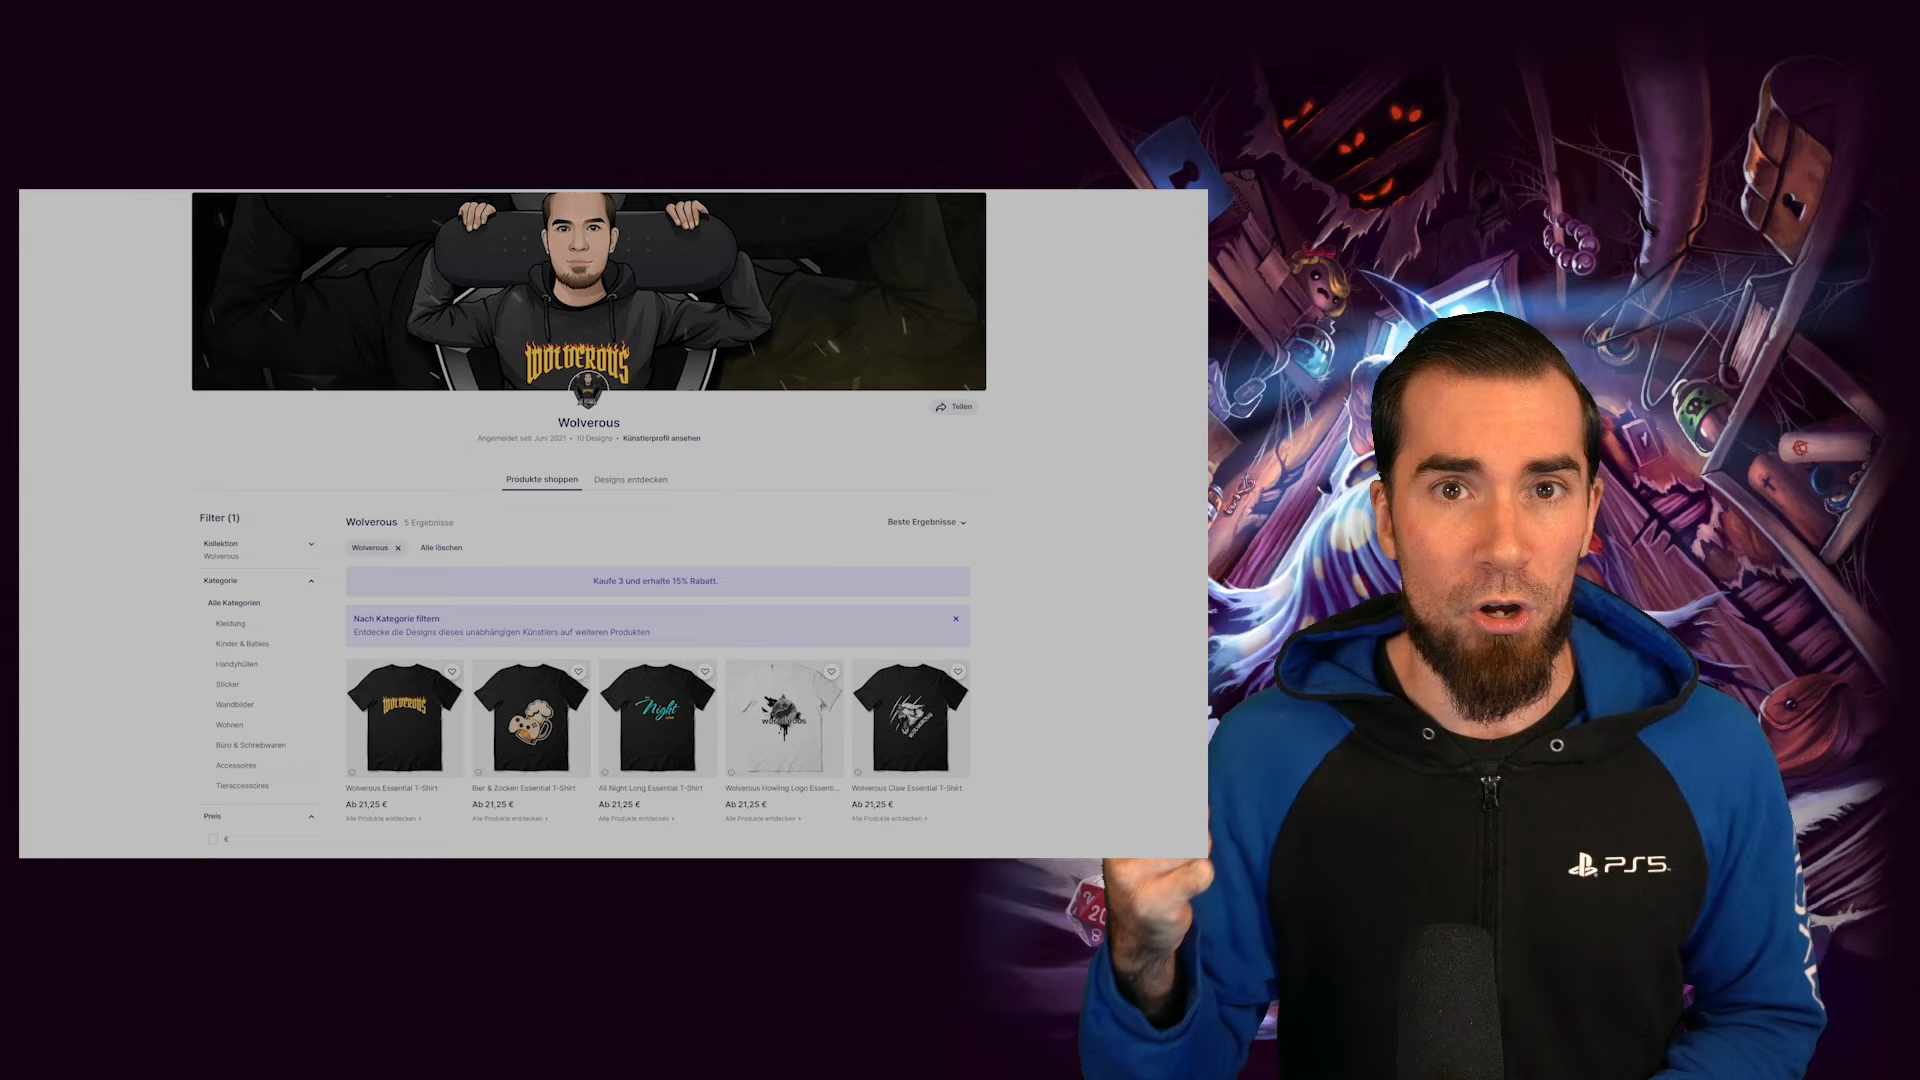 WOLVEROUS
Teilen
Wolverous
Angemeldet seit Juni 2021 • 10 Designs • Künstlerprofil ansehen
Produkte shoppen
Designs entdecken
Filter (1)
Wolverous 5 Ergebnisse
Beste Ergebnisse
Kollektion
Wolverous
Wolverous
Alle löschen
Kategorie
Kaufe 3 und erhalte 15% Rabatt.
Alle Kategorien
Nach Kategorie filtern
Entdecke die Designs dieses unabhängigen Künstlers auf weiteren Produkten
Kleidung
Kinder & Babies
Handyhüllen
Sticker
Wandbilder
Wohnen
Büro & Schreibwaren
Accessoires
Tieraccessoires
Preis
€
WOLVEROUS
Night
WOLVEROUS
WOLVEROUS
Wolverous Essential T-Shirt
Bier & Zocken Essential T-Shirt
All Night Long Essential T-Shirt
Wolverous Howling Logo Essenti...
Wolverous Claw Essential T-Shirt
Ab 21,25 €
Ab 21,25 €
Ab 21,25 €
Ab 21,25 €
Ab 21,25 €
Alle Produkte entdecken
Alle Produkte entdecken
Alle Produkte entdecken
Alle Produkte entdecken
Alle Produkte entdecken
PS5
20
8